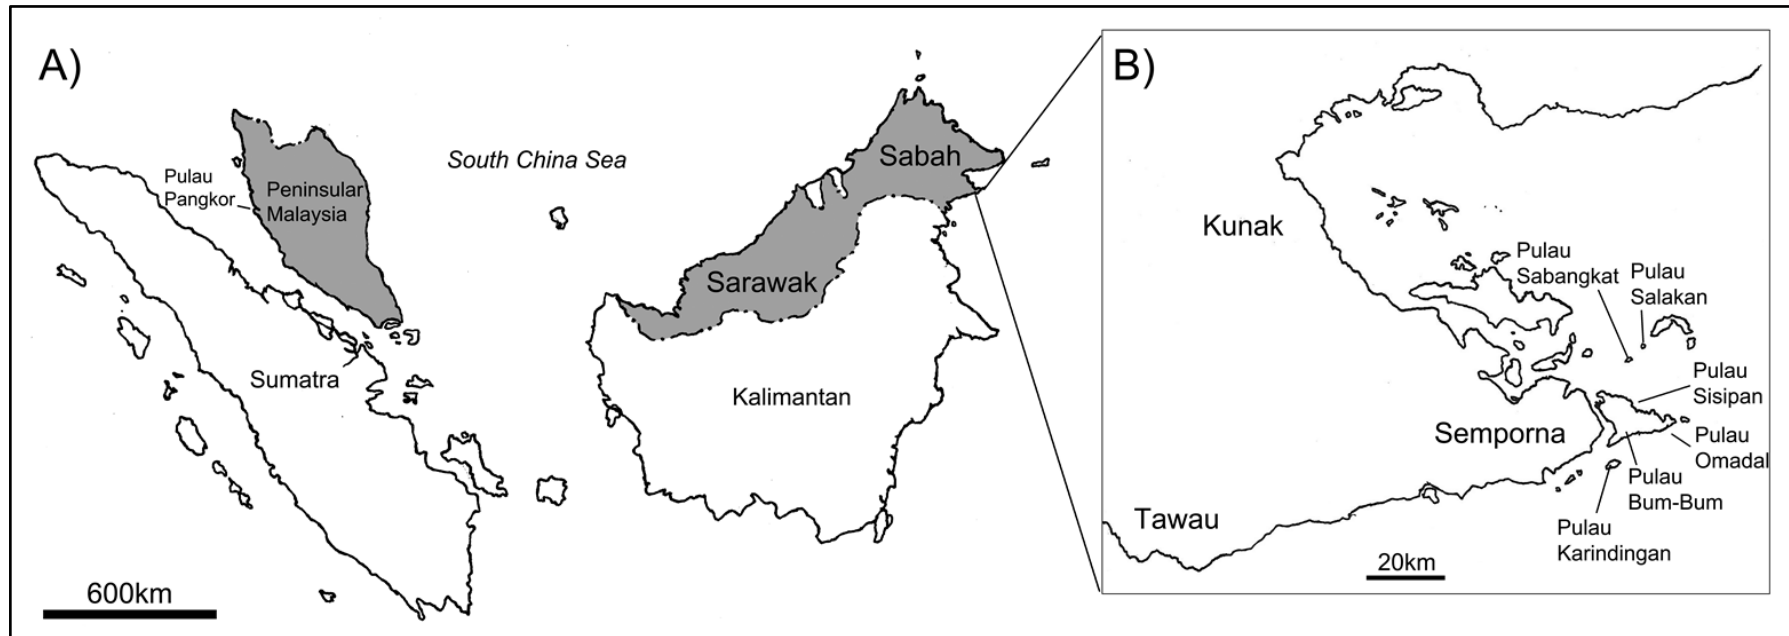 A)
South China Sea
Pulau
Pangkor
Peninsular
Malaysia
Sabah
Sarawak
Sumatra
Kalimantan
600km
B)
Kunak
Pulau
Sabangkat
Pulau
Salakan
Pulau
Sisipan
Semporna
Pulau
Omadal
Pulau
Bum-Bum
Tawau
Pulau
Karindingan
20km